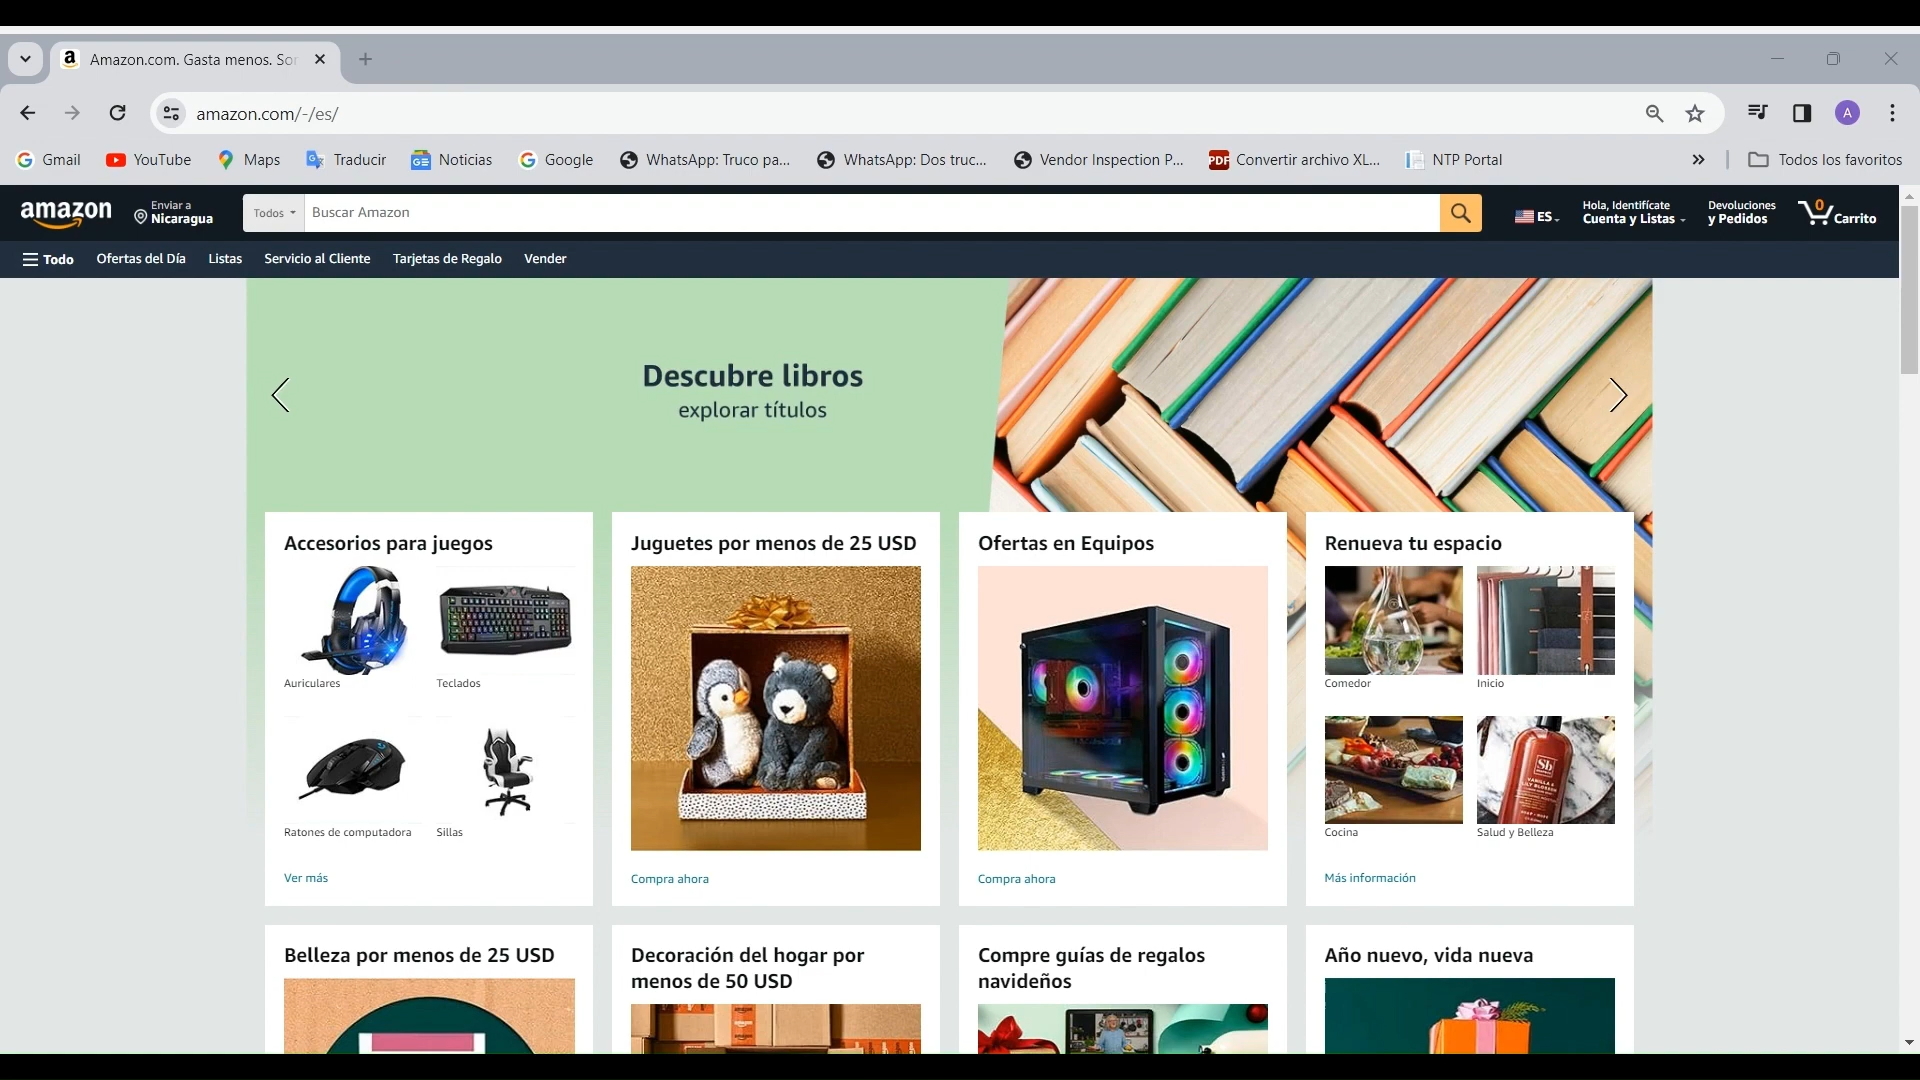 Amazon.com. Gasta menos. Sor
amazon.com/-/es/
A
Gmail YouTube Maps Traducir Noticias Google WhatsApp: Truco pa... WhatsApp: Dos truc... Vendor Inspection P... PDF Convertir archivo XL... NTP Portal » Todos los favoritos
amazon
Enviar a
Nicaragua
Todos
Buscar Amazon
ES
Hola, Identifícate
Cuenta y Listas
Devoluciones
y Pedidos
0
Carrito
Todo Ofertas del Día Listas Servicio al Cliente Tarjetas de Regalo Vender
Descubre libros
explorar títulos
Accesorios para juegos
Auriculares Teclados
Ratones de computadora Sillas
Ver más
Juguetes por menos de 25 USD
Compra ahora
Ofertas en Equipos
Compra ahora
Renueva tu espacio
Comedor Inicio
Sb
VANILLA &
LILY BLOSSOM
Cocina Salud y Belleza
Más información
Belleza por menos de 25 USD
Decoración del hogar por
menos de 50 USD
Compre guías de regalos
navideños
Año nuevo, vida nueva